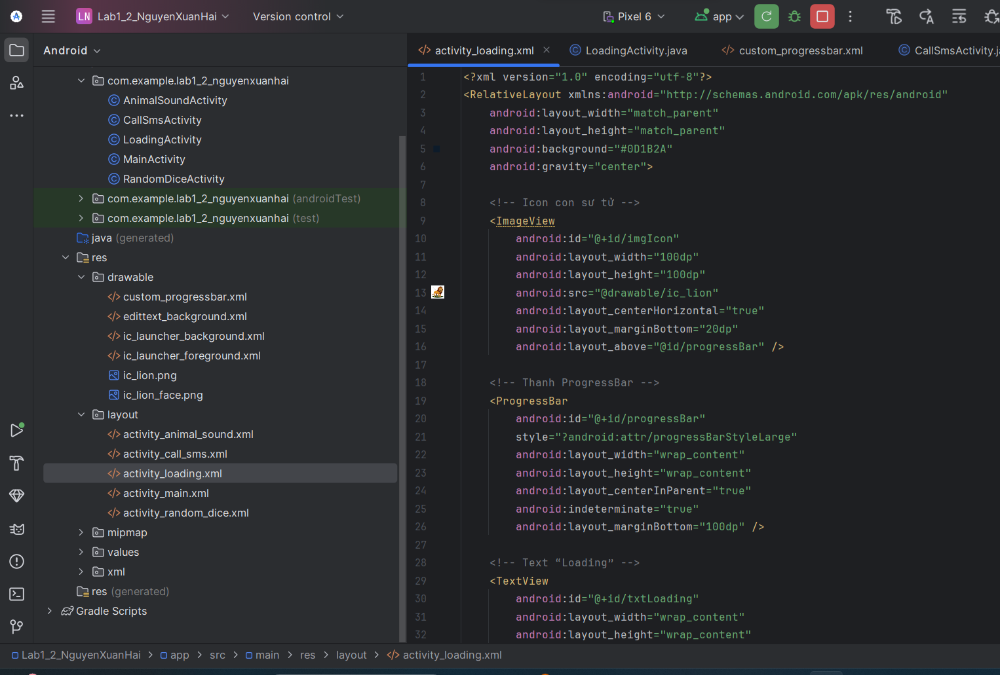 LN Lab1_2_NguyenXuanHai Version control Pixel 6 app
Android
com.example.lab1_2_nguyenxuanhai
AnimalSoundActivity
CallSmsActivity
LoadingActivity
MainActivity
RandomDiceActivity
com.example.lab1_2_nguyenxuanhai (androidTest)
com.example.lab1_2_nguyenxuanhai (test)
java (generated)
res
drawable
custom_progressbar.xml
edittext_background.xml
ic_launcher_background.xml
ic_launcher_foreground.xml
ic_lion.png
ic_lion_face.png
layout
activity_animal_sound.xml
activity_call_sms.xml
activity_loading.xml
activity_main.xml
activity_random_dice.xml
mipmap
values
xml
res (generated)
Gradle Scripts
activity_loading.xml LoadingActivity.java custom_progressbar.xml CallSmsActivity.ja
1 <?xml version="1.0" encoding="utf-8"?>
2 <RelativeLayout xmlns:android="http://schemas.android.com/apk/res/android"
3 android:layout_width="match_parent"
4 android:layout_height="match_parent"
5 android:background="#0D1B2A"
6 android:gravity="center">
7
8 <!-- Icon con sư tử -->
9 <ImageView
10 android:id="@+id/imgIcon"
11 android:layout_width="100dp"
12 android:layout_height="100dp"
13 android:src="@drawable/ic_lion"
14 android:layout_centerHorizontal="true"
15 android:layout_marginBottom="20dp"
16 android:layout_above="@id/progressBar" />
17
18 <!-- Thanh ProgressBar -->
19 <ProgressBar
20 android:id="@+id/progressBar"
21 style="?android:attr/progressBarStyleLarge"
22 android:layout_width="wrap_content"
23 android:layout_height="wrap_content"
24 android:layout_centerInParent="true"
25 android:indeterminate="true"
26 android:layout_marginBottom="100dp" />
27
28 <!-- Text “Loading” -->
29 <TextView
30 android:id="@+id/txtLoading"
31 android:layout_width="wrap_content"
32 android:layout_height="wrap_content"
Lab1_2_NguyenXuanHai > app > src > main > res > layout > activity_loading.xml